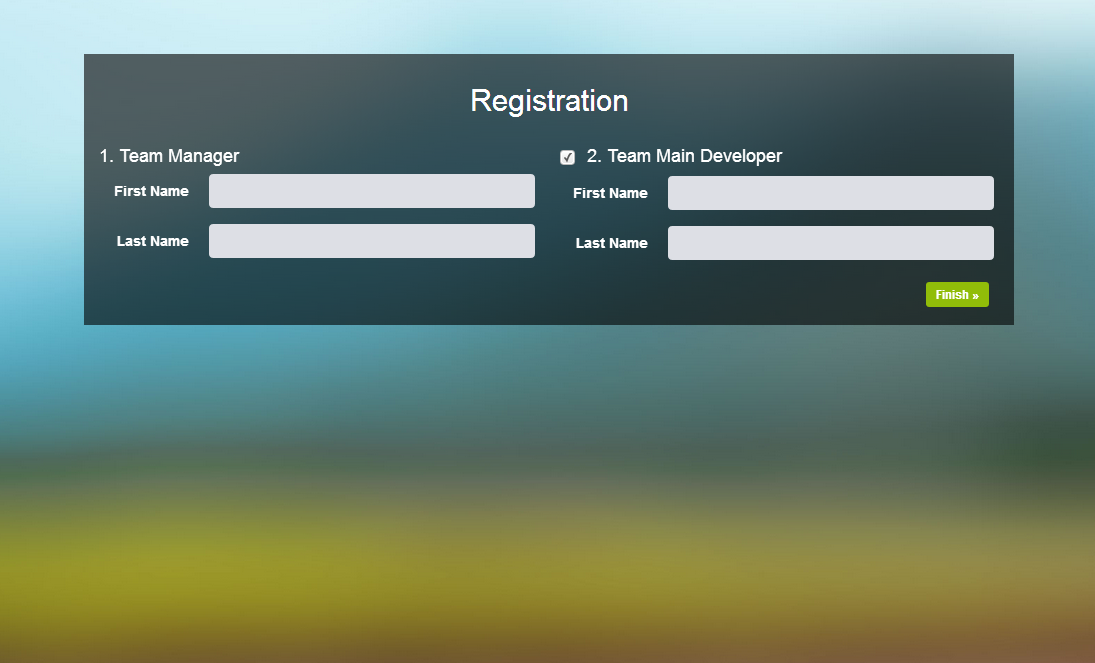 Registration
1. Team Manager
First Name
Last Name
2. Team Main Developer
First Name
Last Name
Finish »